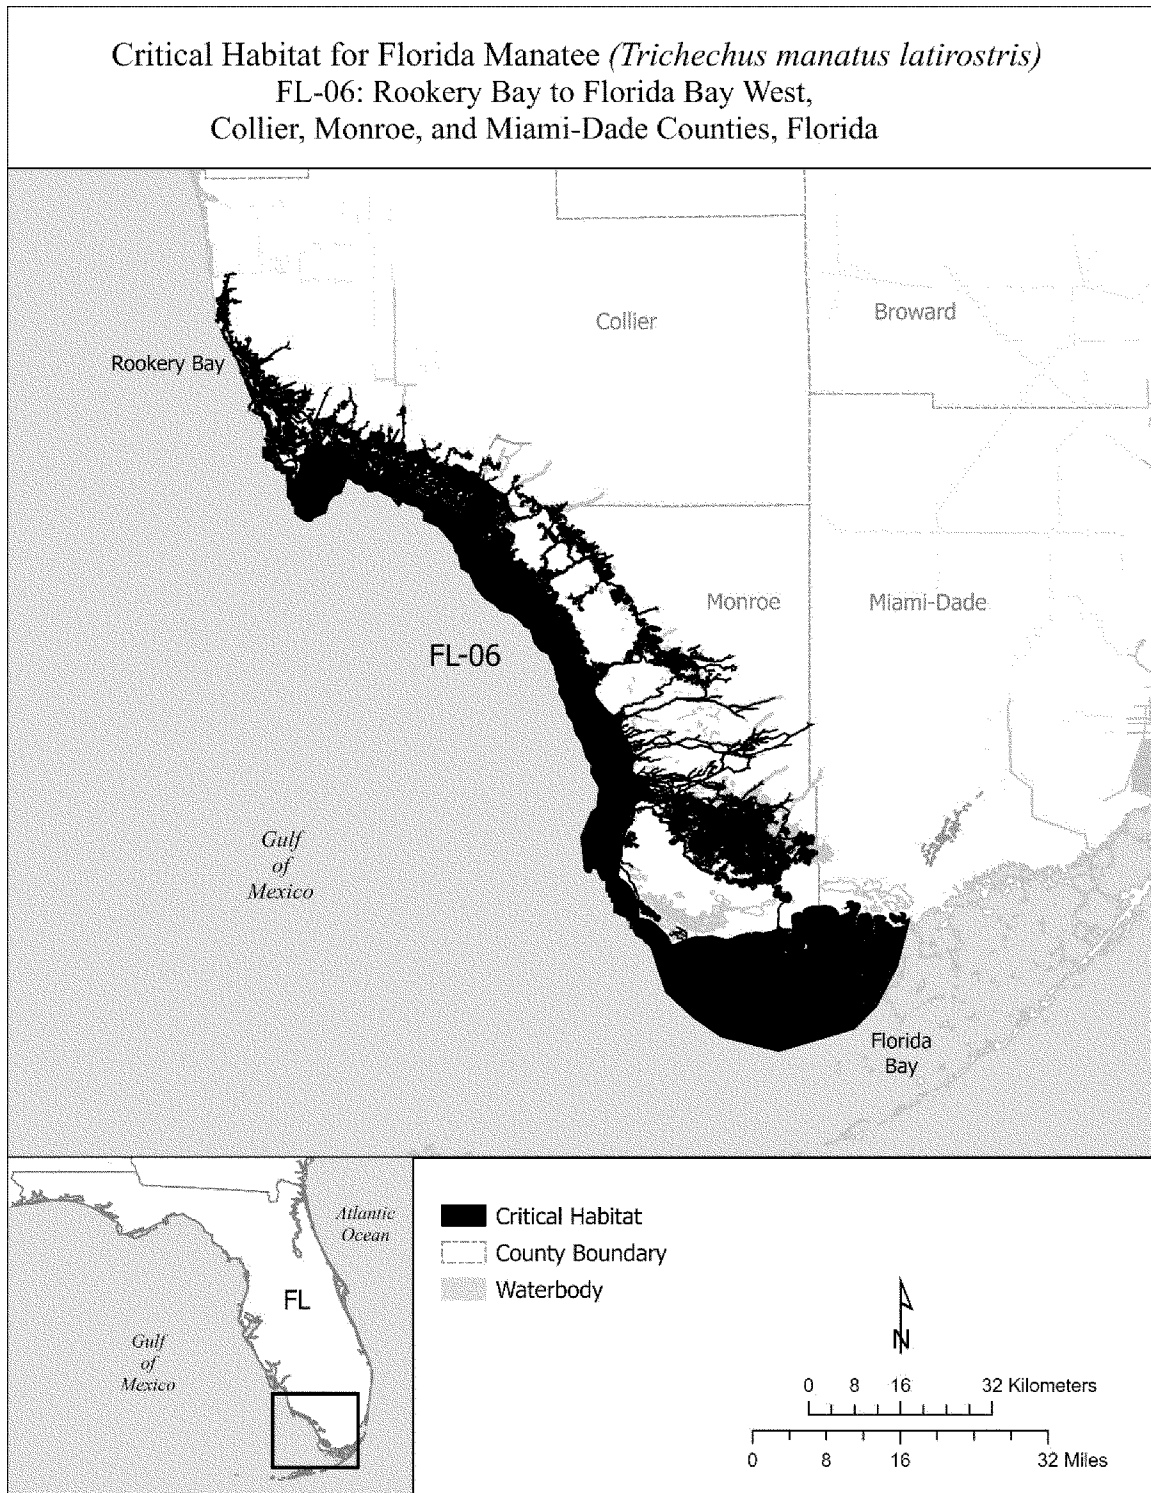 Critical Habitat for Florida Manatee (Trichechus manatus latirostris)
FL-06: Rookery Bay to Florida Bay West,
Collier, Monroe, and Miami-Dade Counties, Florida
Collier
Broward
Rookery Bay
Monroe
Miami-Dade
FL-06
Gulf
of
Mexico
Florida
Bay
Atlantic
Ocean
FL
Gulf
of
Mexico
Critical Habitat
County Boundary
Waterbody
N
0 8 16 32 Kilometers
0 8 16 32 Miles